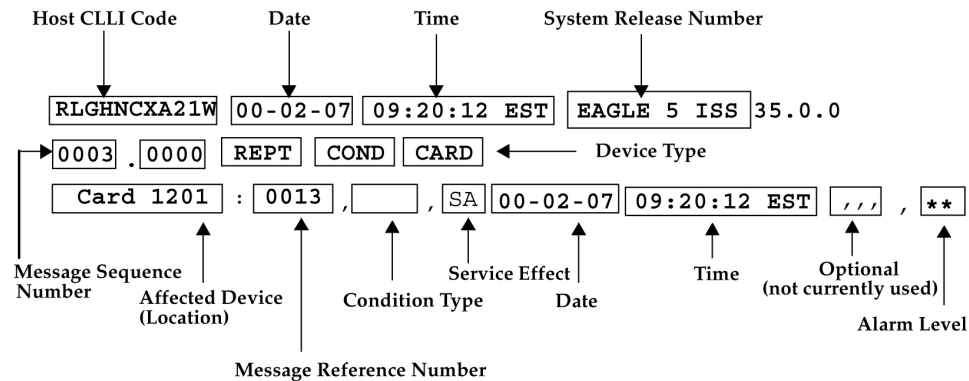 Host CLLI Code Date Time System Release Number
RLGHNCXA21W 00-02-07 09:20:12 EST EAGLE 5 ISS 35.0.0
0003 . 0000 REPT COND CARD Device Type
Card 1201 : 0013 , , SA 00-02-07 09:20:12 EST ,,, , **
Message Sequence
Number
Affected Device
(Location)
Condition Type
Service Effect
Date
Time
Optional
(not currently used)
Alarm Level
Message Reference Number